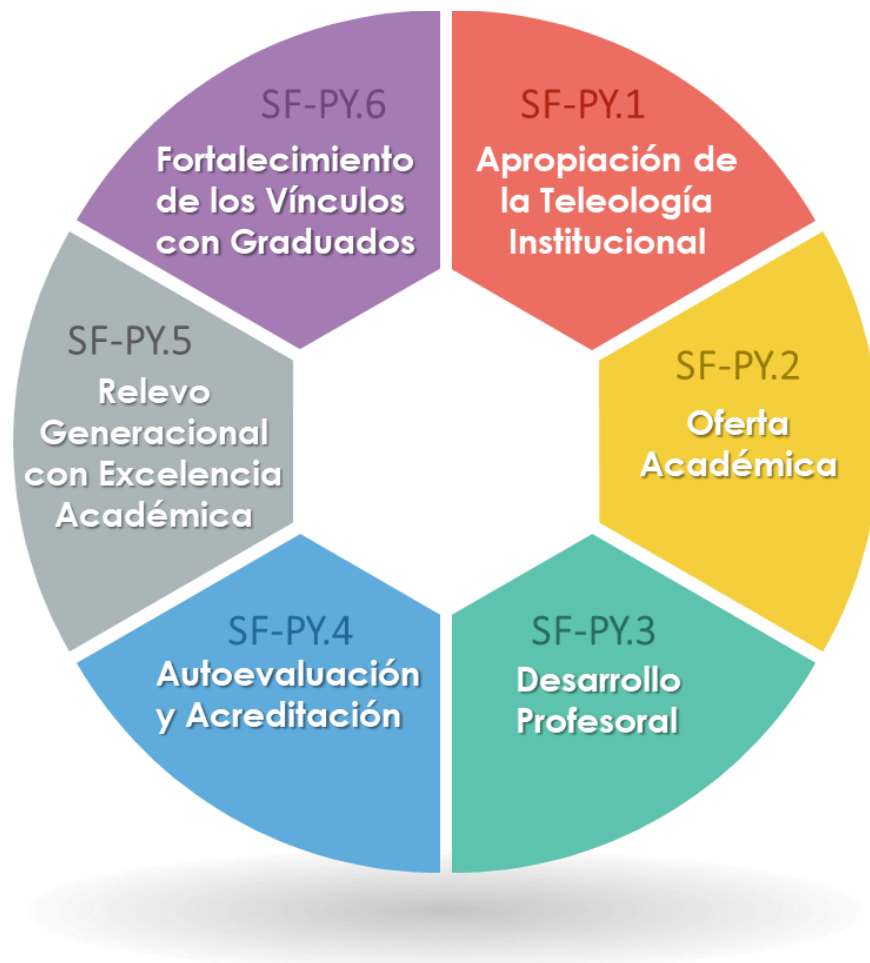 SF-PY.1
Apropiación de
la Teleología
Institucional
SF-PY.2
Oferta
Académica
SF-PY.3
Desarrollo
Profesoral
SF-PY.4
Autoevaluación
y Acreditación
SF-PY.5
Relevo
Generacional
con Excelencia
Académica
SF-PY.6
Fortalecimiento
de los Vínculos
con Graduados